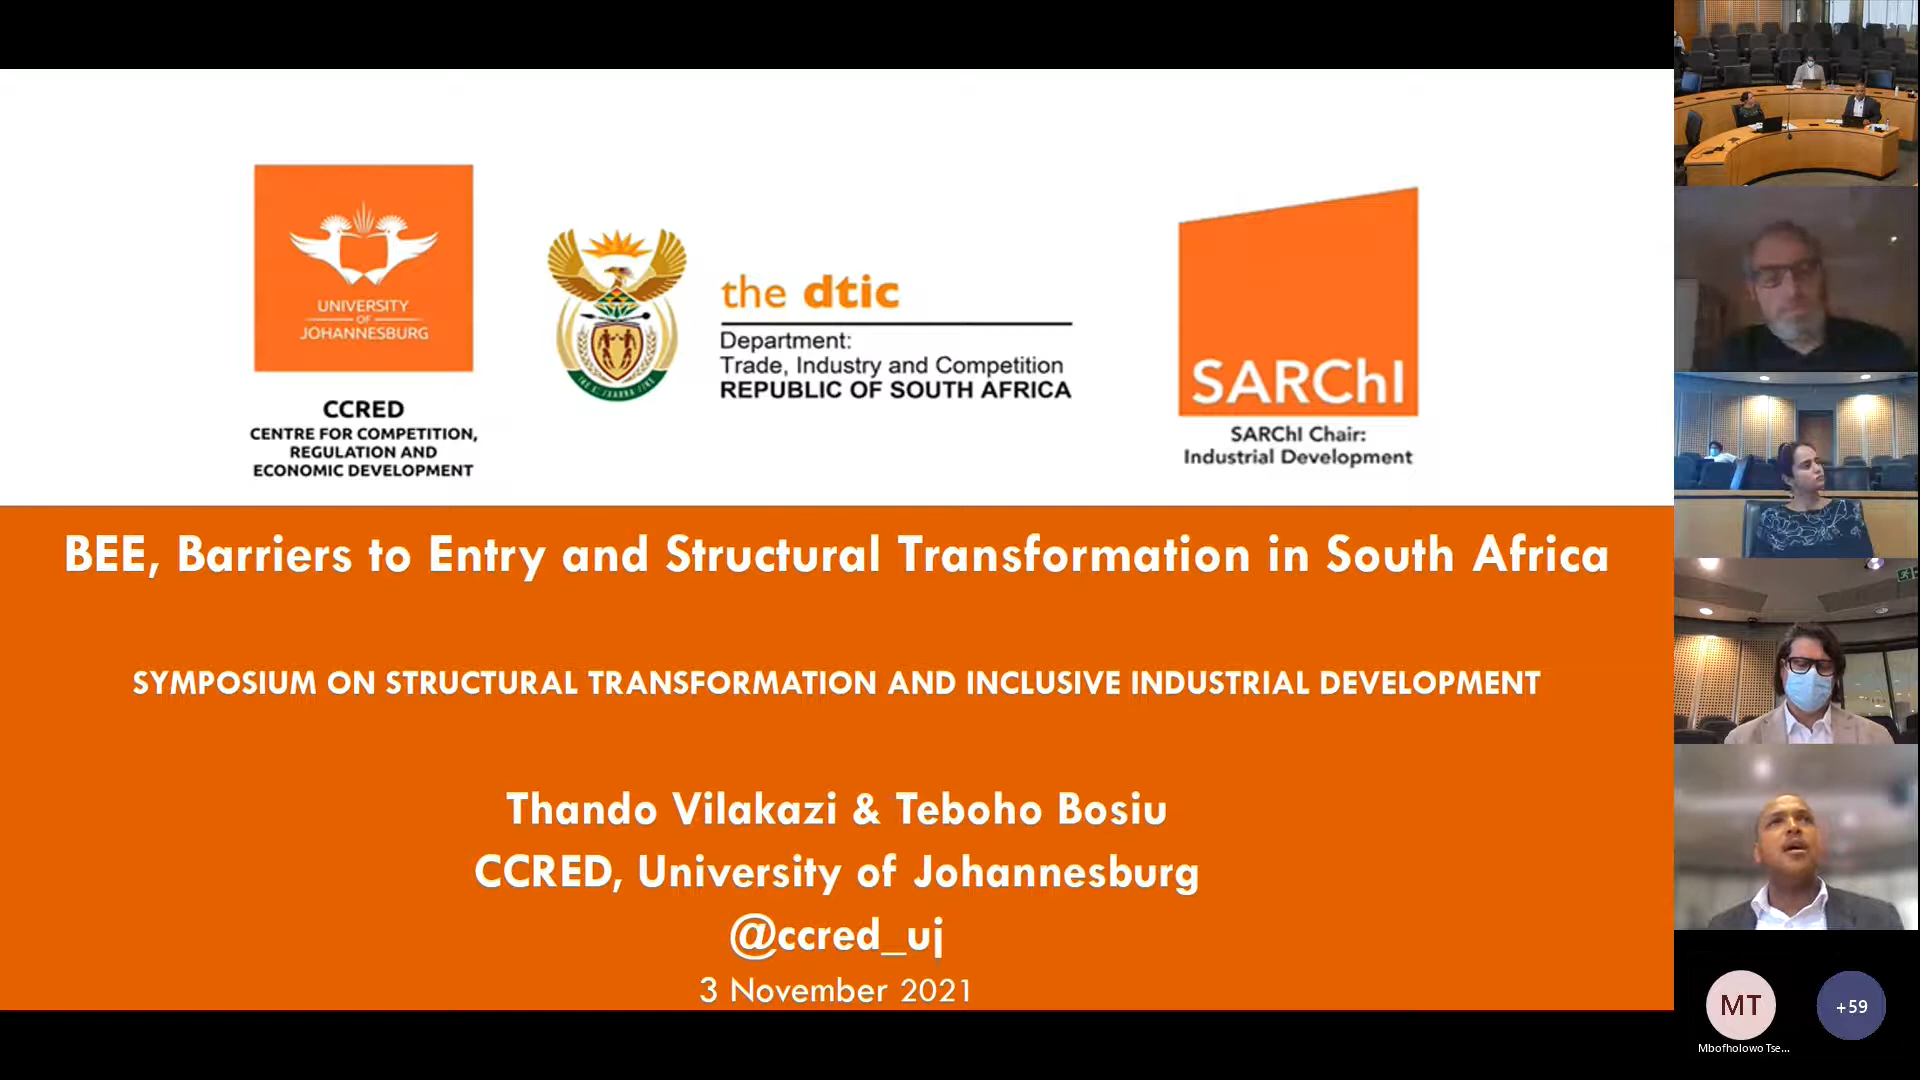 UNIVERSITY
OF
JOHANNESBURG
CCRED
CENTRE FOR COMPETITION,
REGULATION AND
ECONOMIC DEVELOPMENT
the dtic
Department:
Trade, Industry and Competition
REPUBLIC OF SOUTH AFRICA
SARChI
SARChI Chair:
Industrial Development
BEE, Barriers to Entry and Structural Transformation in South Africa
SYMPOSIUM ON STRUCTURAL TRANSFORMATION AND INCLUSIVE INDUSTRIAL DEVELOPMENT
Thando Vilakazi & Teboho Bosiu
CCRED, University of Johannesburg
@ccred_uj
3 November 2021
MT
+59
Mbofholowo Tse...